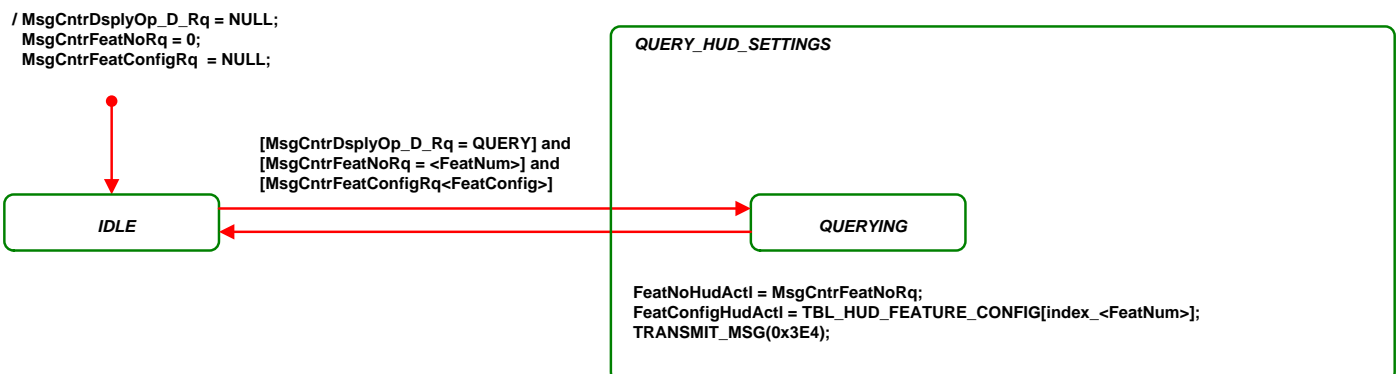 / MsgCntrDsplyOp_D_Rq = NULL;
MsgCntrFeatNoRq = 0;
MsgCntrFeatConfigRq = NULL;
QUERY_HUD_SETTINGS
[MsgCntrDsplyOp_D_Rq = QUERY] and
[MsgCntrFeatNoRq = <FeatNum>] and
[MsgCntrFeatConfigRq<FeatConfig>]
IDLE
QUERYING
FeatNoHudActl = MsgCntrFeatNoRq;
FeatConfigHudActl = TBL_HUD_FEATURE_CONFIG[index_<FeatNum>];
TRANSMIT_MSG(0x3E4);